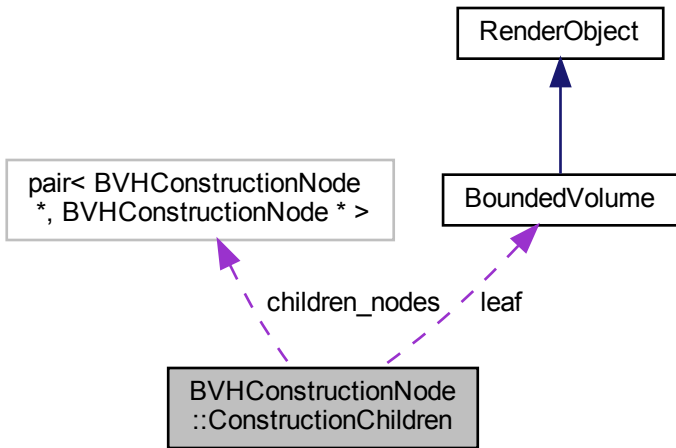 RenderObject
pair< BVHConstructionNode
*, BVHConstructionNode * >
BoundedVolume
children_nodes
leaf
BVHConstructionNode
::ConstructionChildren